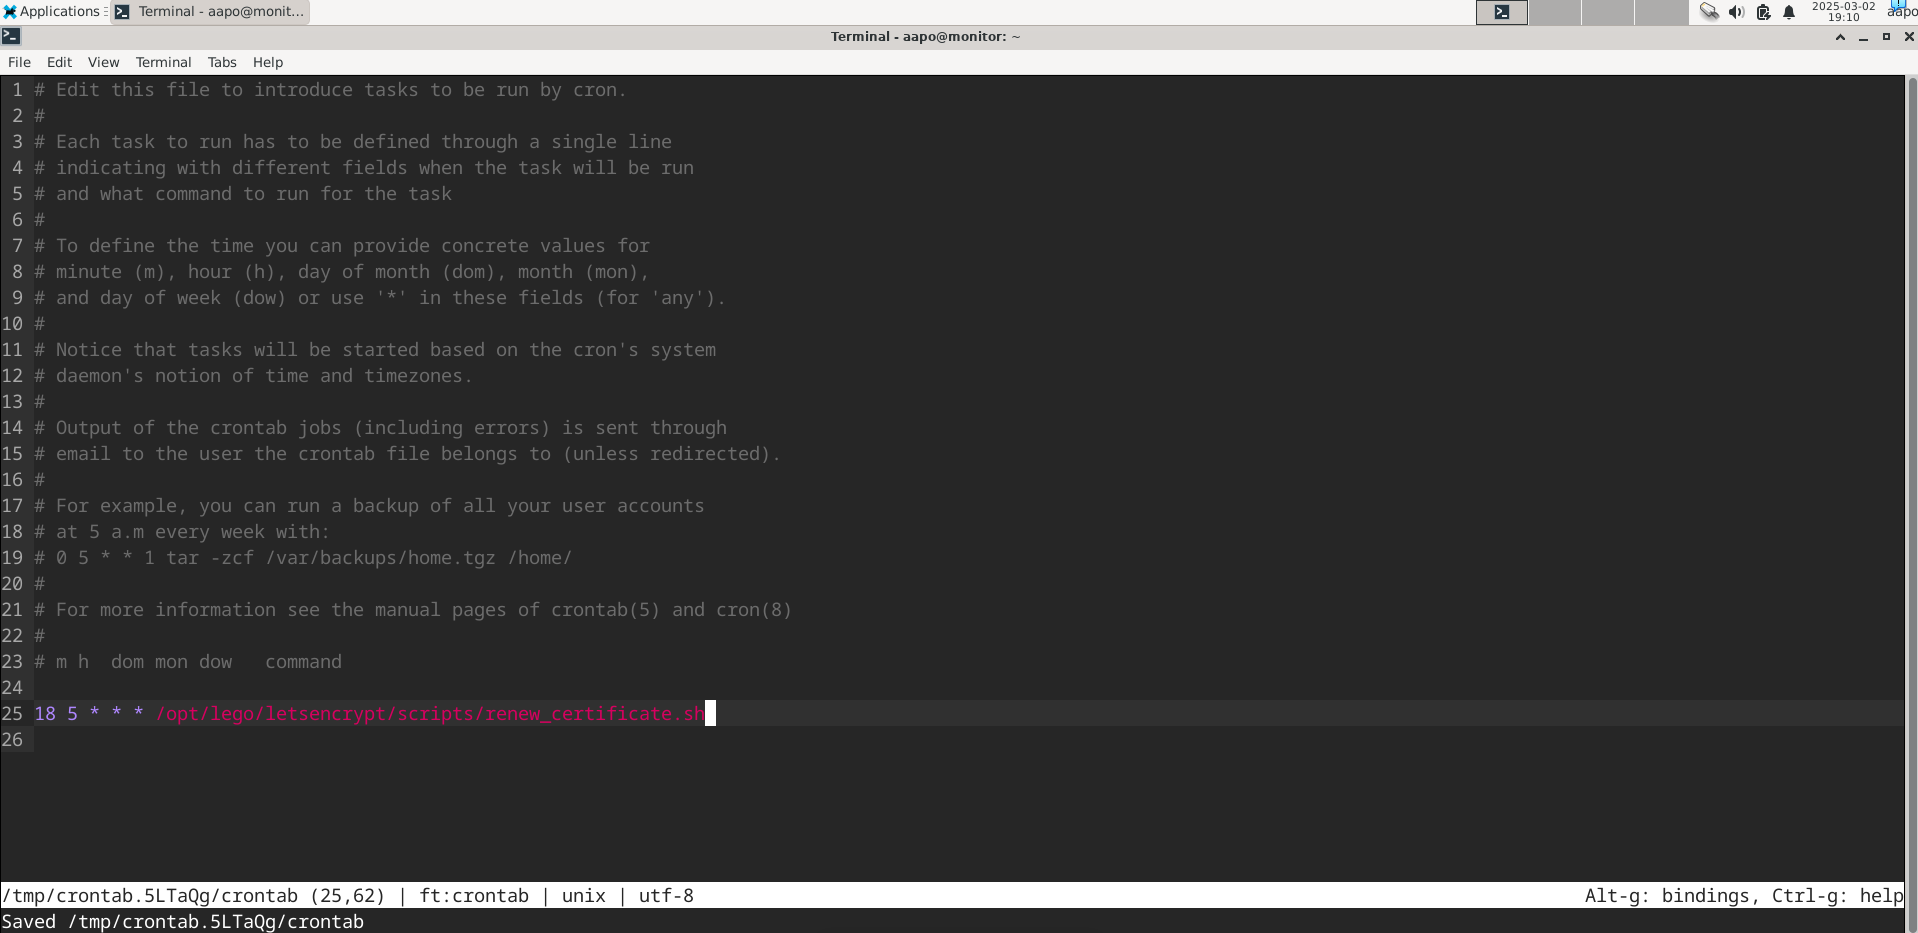 Applications Terminal - aapo@monit... 2025-03-02 aapo
19:10
Terminal - aapo@monitor: ~
File Edit View Terminal Tabs Help
1 # Edit this file to introduce tasks to be run by cron.
2 #
3 # Each task to run has to be defined through a single line
4 # indicating with different fields when the task will be run
5 # and what command to run for the task
6 #
7 # To define the time you can provide concrete values for
8 # minute (m), hour (h), day of month (dom), month (mon),
9 # and day of week (dow) or use '*' in these fields (for 'any').
10 #
11 # Notice that tasks will be started based on the cron's system
12 # daemon's notion of time and timezones.
13 #
14 # Output of the crontab jobs (including errors) is sent through
15 # email to the user the crontab file belongs to (unless redirected).
16 #
17 # For example, you can run a backup of all your user accounts
18 # at 5 a.m every week with:
19 # 0 5 * * 1 tar -zcf /var/backups/home.tgz /home/
20 #
21 # For more information see the manual pages of crontab(5) and cron(8)
22 #
23 # m h  dom mon dow   command
24
25 18 5 * * * /opt/lego/letsencrypt/scripts/renew_certificate.sh
26
/tmp/crontab.5LTaQg/crontab (25,62) | ft:crontab | unix | utf-8 Alt-g: bindings, Ctrl-g: help
Saved /tmp/crontab.5LTaQg/crontab